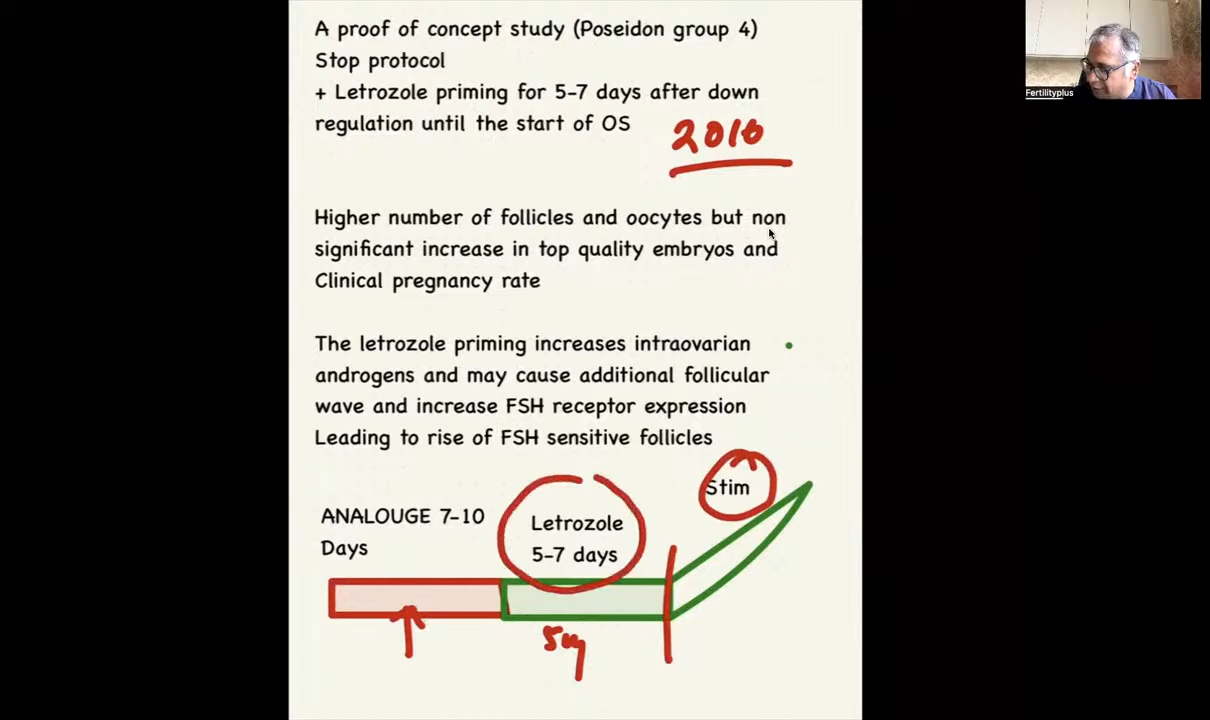 A proof of concept study (Poseidon group 4)
Stop protocol
+ Letrozole priming for 5-7 days after down
regulation until the start of OS
2010
Higher number of follicles and oocytes but non
significant increase in top quality embryos and
Clinical pregnancy rate
The letrozole priming increases intraovarian
androgens and may cause additional follicular
wave and increase FSH receptor expression
Leading to rise of FSH sensitive follicles
Stim
ANALOUGE 7-10
Days
Letrozole
5-7 days
Fertilityplus